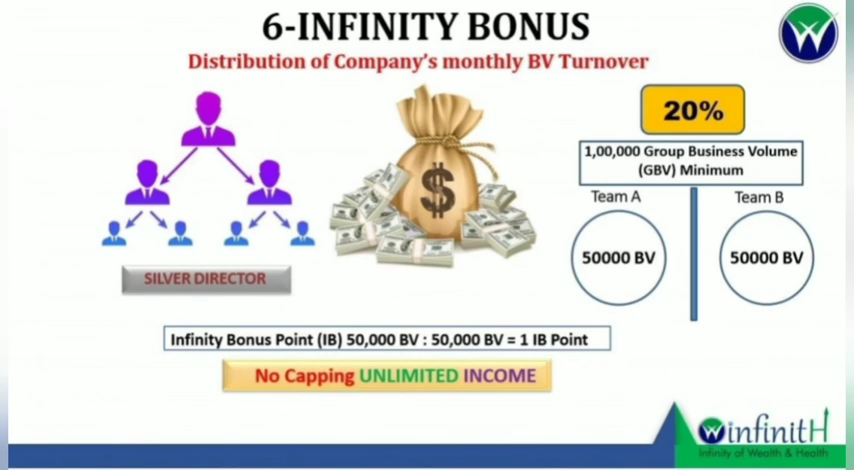 6-INFINITY BONUS
Distribution of Company's monthly BV Turnover
20%
1,00,000 Group Business Volume
(GBV) Minimum
Team A
Team B
50000 BV
50000 BV
SILVER DIRECTOR
Infinity Bonus Point (IB) 50,000 BV : 50,000 BV = 1 IB Point
No Capping UNLIMITED INCOME
WinfinitH
Infinity of Wealth & Health